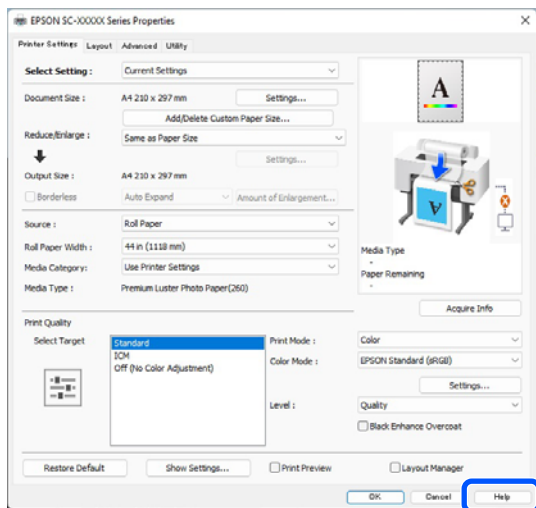 EPSON SC-XXXXX Series Properties
Printer Settings Layout Advanced Utility
Select Setting : Current Settings
Document Size : A4 210 x 297 mm Settings...
Add/Delete Custom Paper Size...
Reduce/Enlarge : Same as Paper Size
Settings...
Output Size : A4 210 x 297 mm
Borderless Auto Expand Amount of Enlargement...
Source : Roll Paper
Roll Paper Width : 44 in (1118 mm)
Media Category: Use Printer Settings
Media Type : Premium Luster Photo Paper(260)
A
A
Media Type
-
Paper Remaining
-
Acquire Info
Print Quality
Select Target
Standard
ICM
Off (No Color Adjustment)
Print Mode : Color
Color Mode : EPSON Standard (sRGB)
Settings...
Level : Quality
Black Enhance Overcoat
Restore Default Show Settings... Print Preview Layout Manager
OK Cancel Help